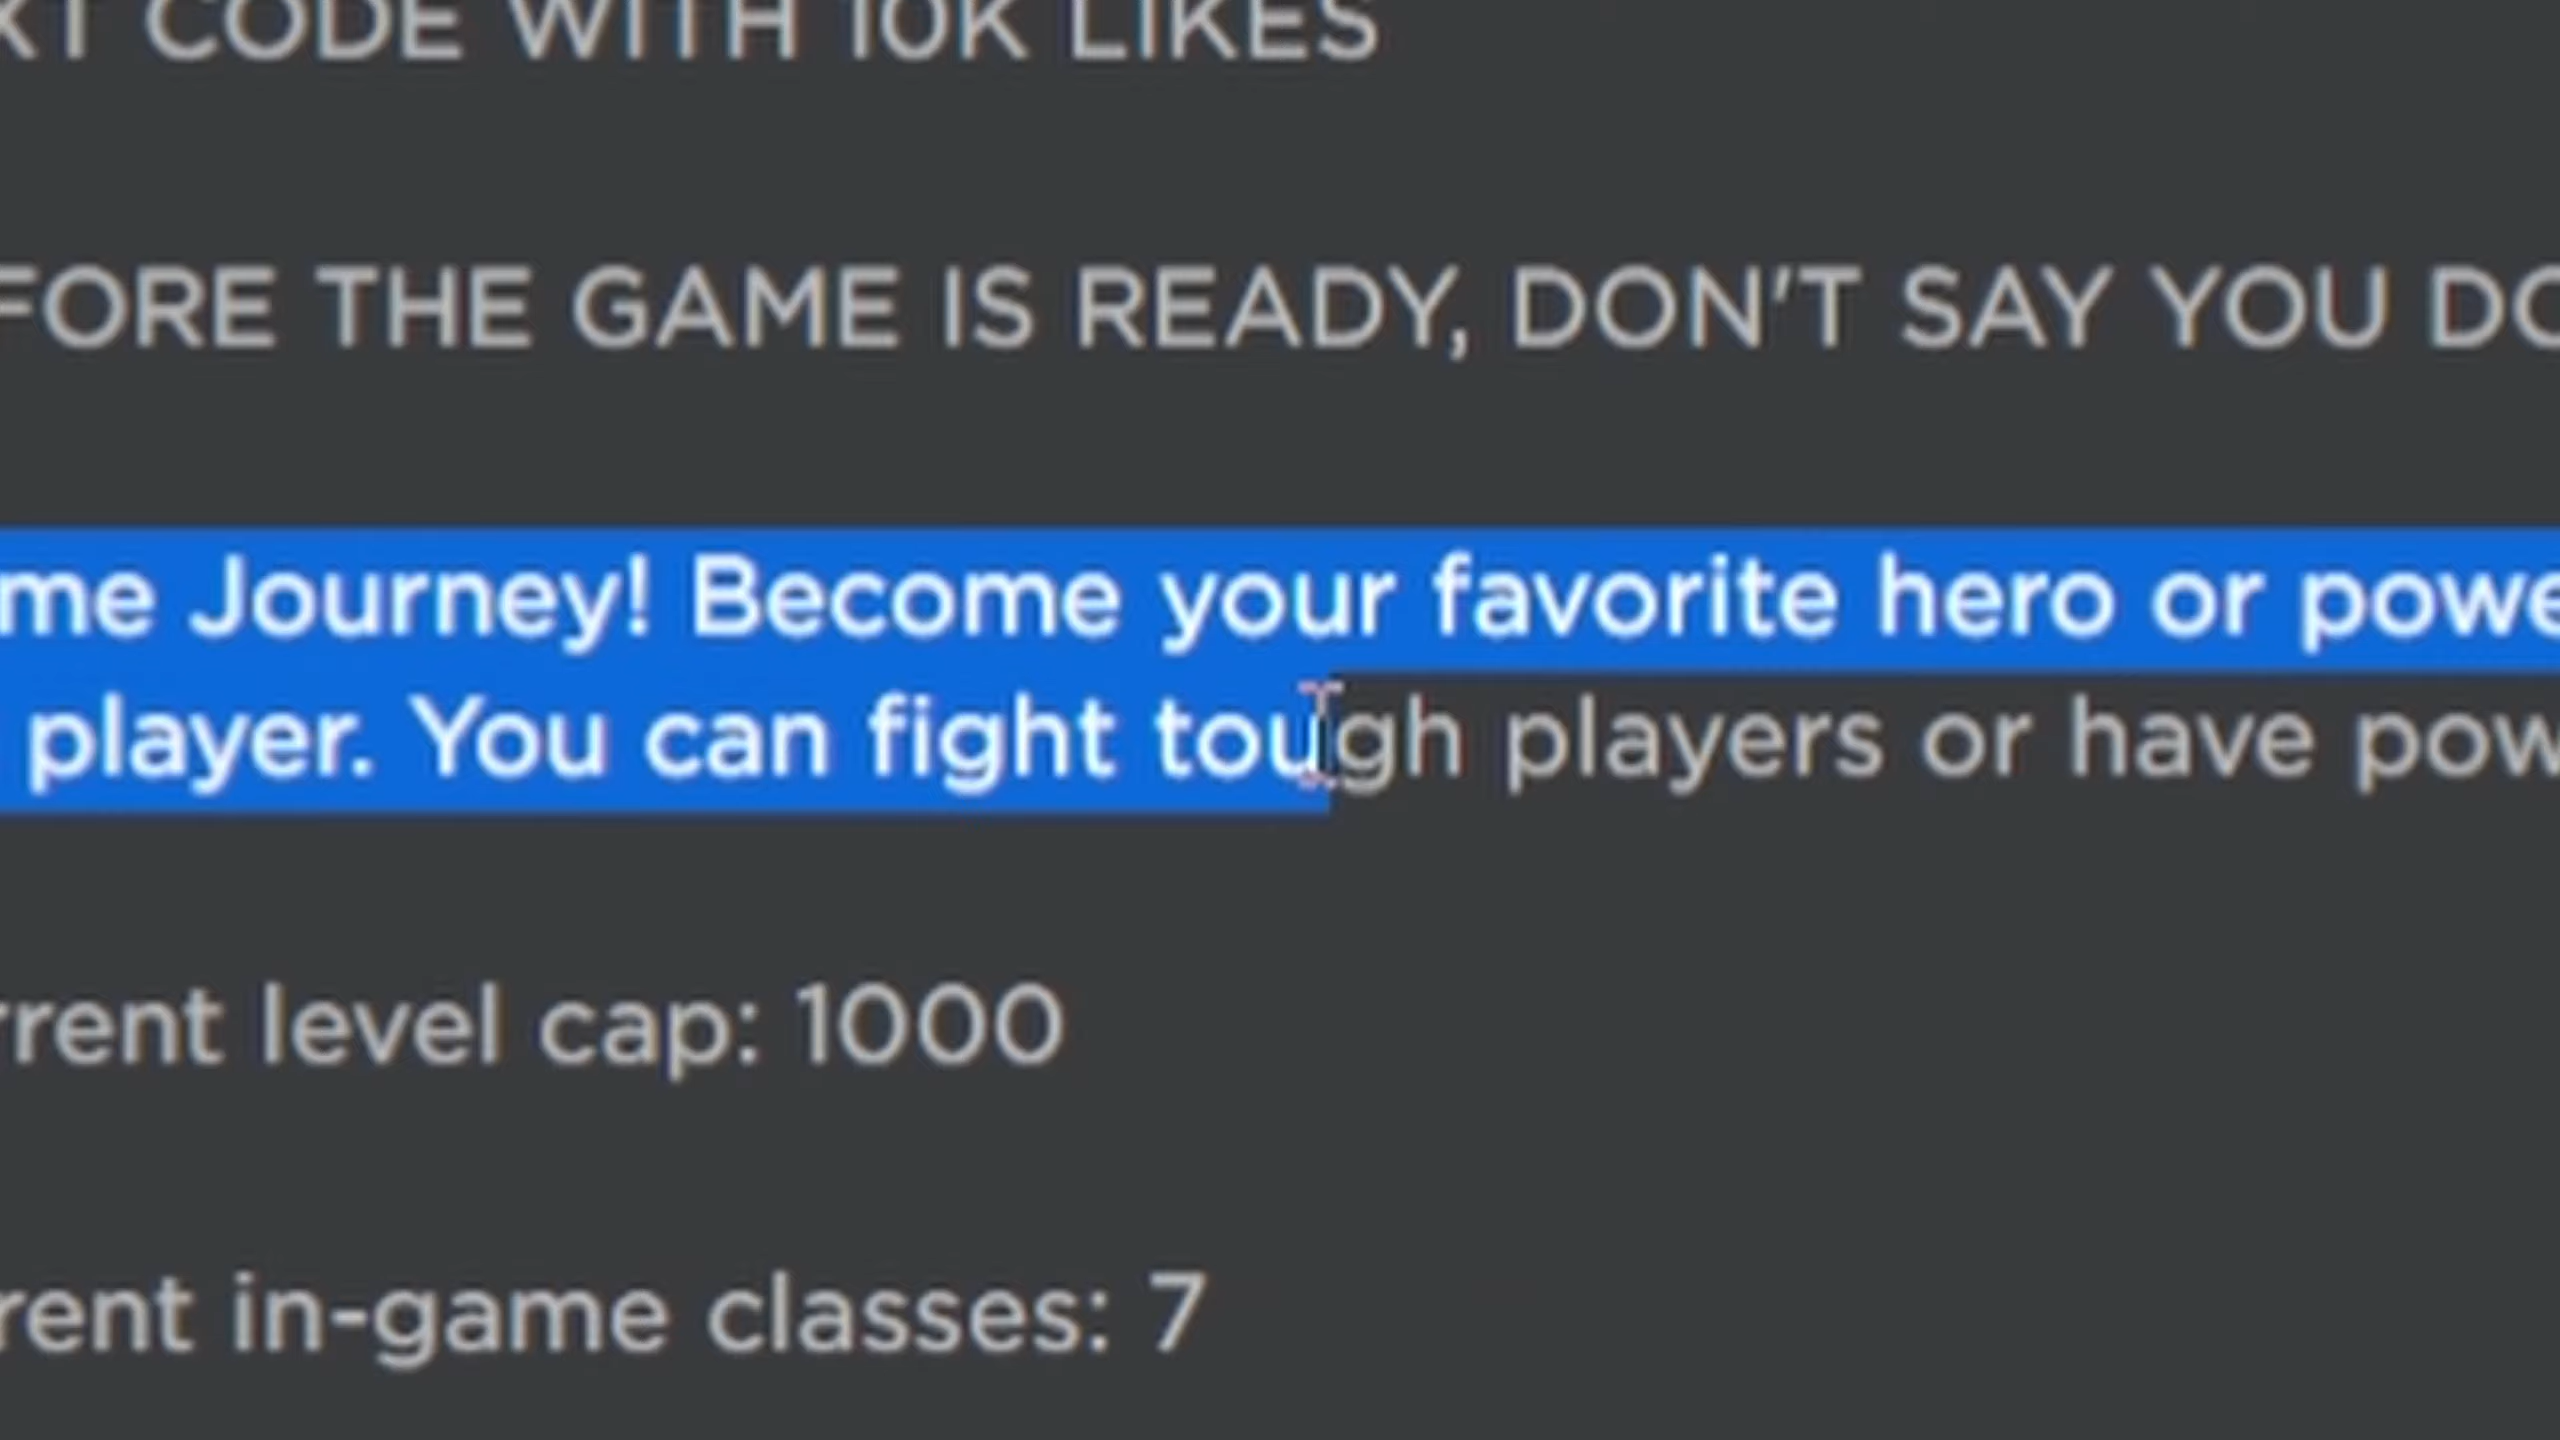 XT CODE WITH 10K LIKES
FORE THE GAME IS READY, DON'T SAY YOU DO
me Journey! Become your favorite hero or powe
player. You can fight tough players or have pow
rrent level cap: 1000
rent in-game classes: 7